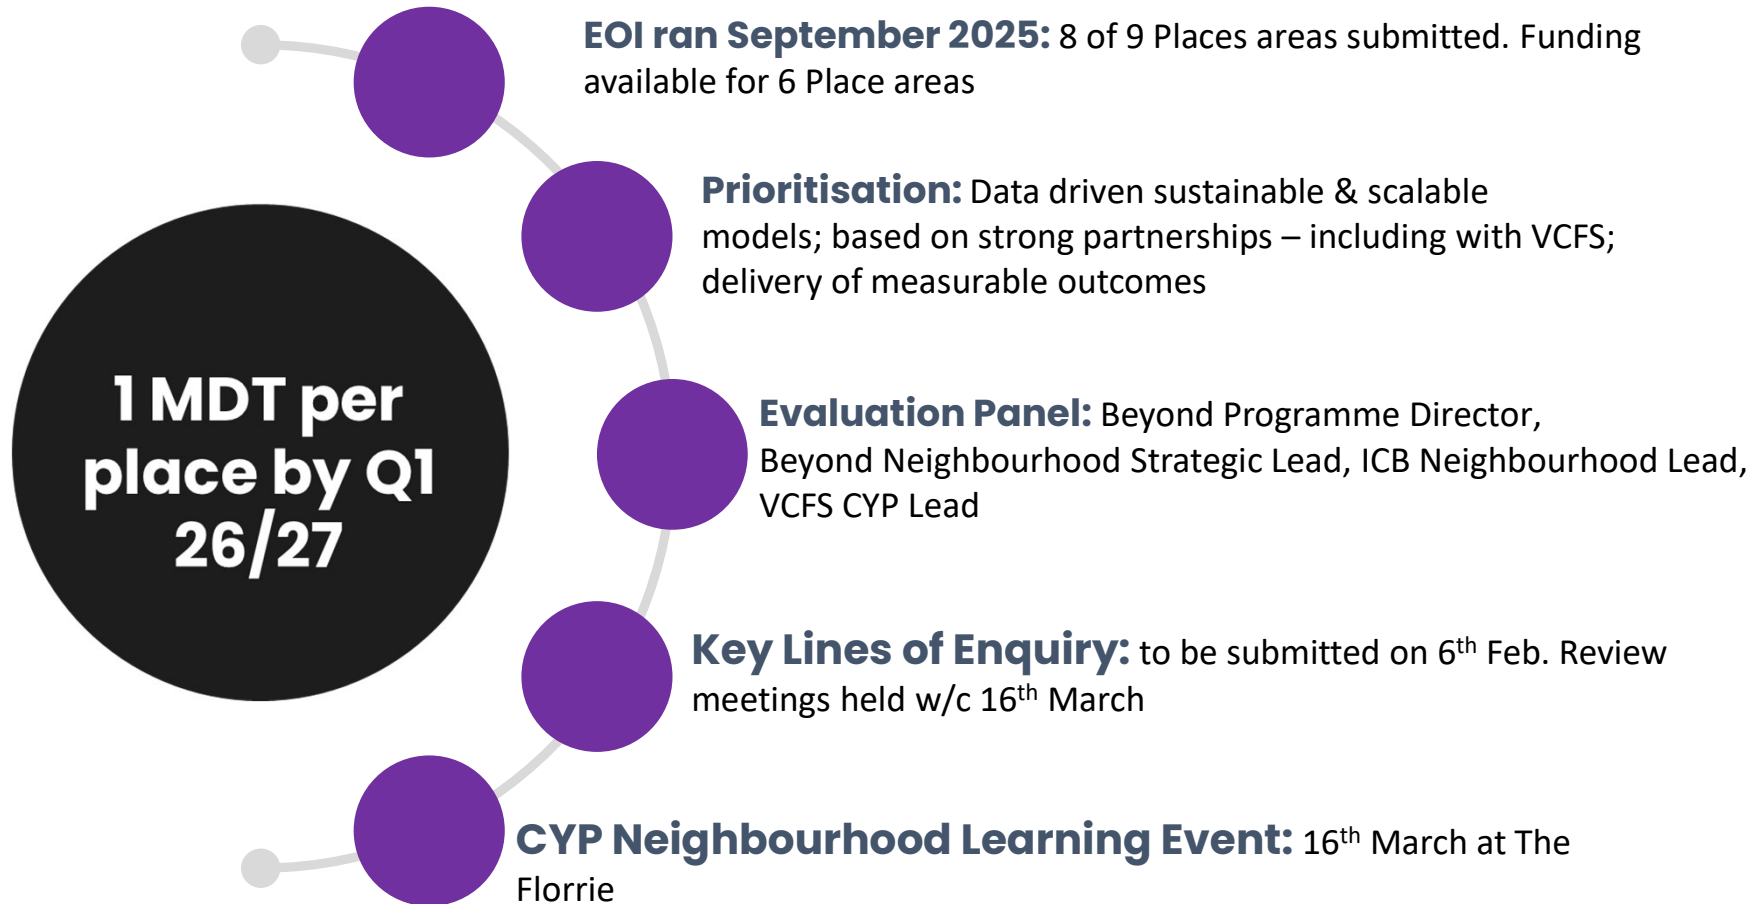 EOI ran September 2025: 8 of 9 Places areas submitted. Funding
available for 6 Place areas
Prioritisation: Data driven sustainable & scalable
models; based on strong partnerships – including with VCFS;
delivery of measurable outcomes
1 MDT per
place by Q1
26/27
Evaluation Panel: Beyond Programme Director,
Beyond Neighbourhood Strategic Lead, ICB Neighbourhood Lead,
VCFS CYP Lead
Key Lines of Enquiry: to be submitted on 6th Feb. Review
meetings held w/c 16th March
CYP Neighbourhood Learning Event: 16th March at The
Florrie